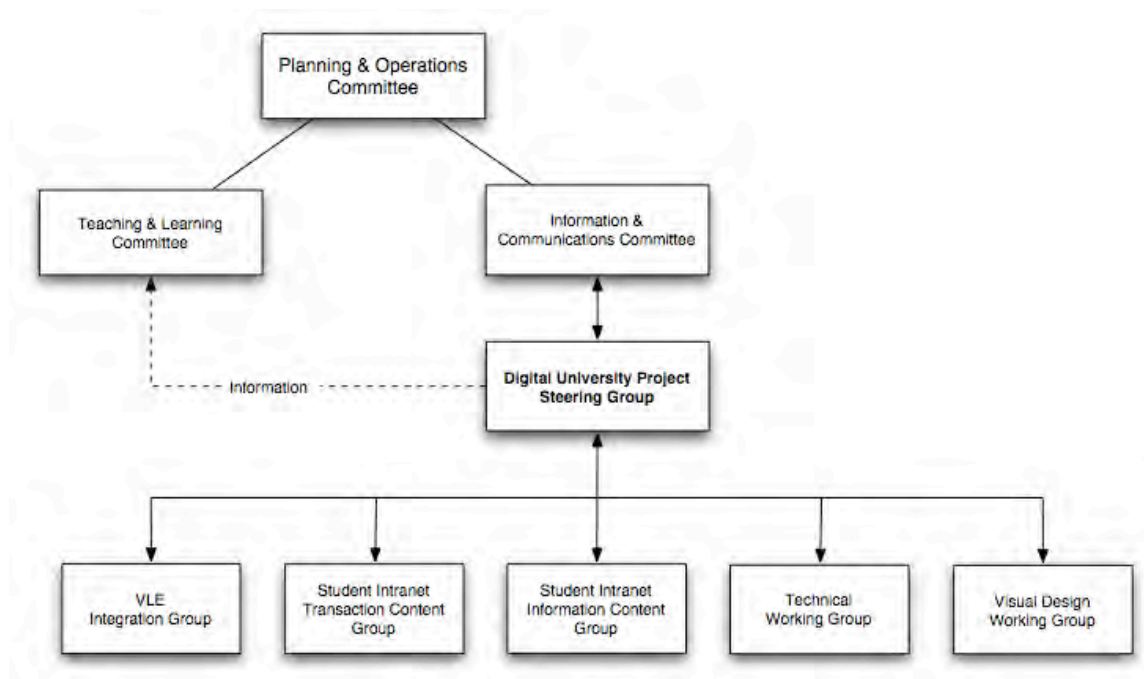 Planning & Operations
Committee
Teaching & Learning
Committee
Information &
Communications Committee
Information
Digital University Project
Steering Group
VLE
Integration Group
Student Intranet
Transaction Content
Group
Student Intranet
Information Content
Group
Technical
Working Group
Visual Design
Working Group